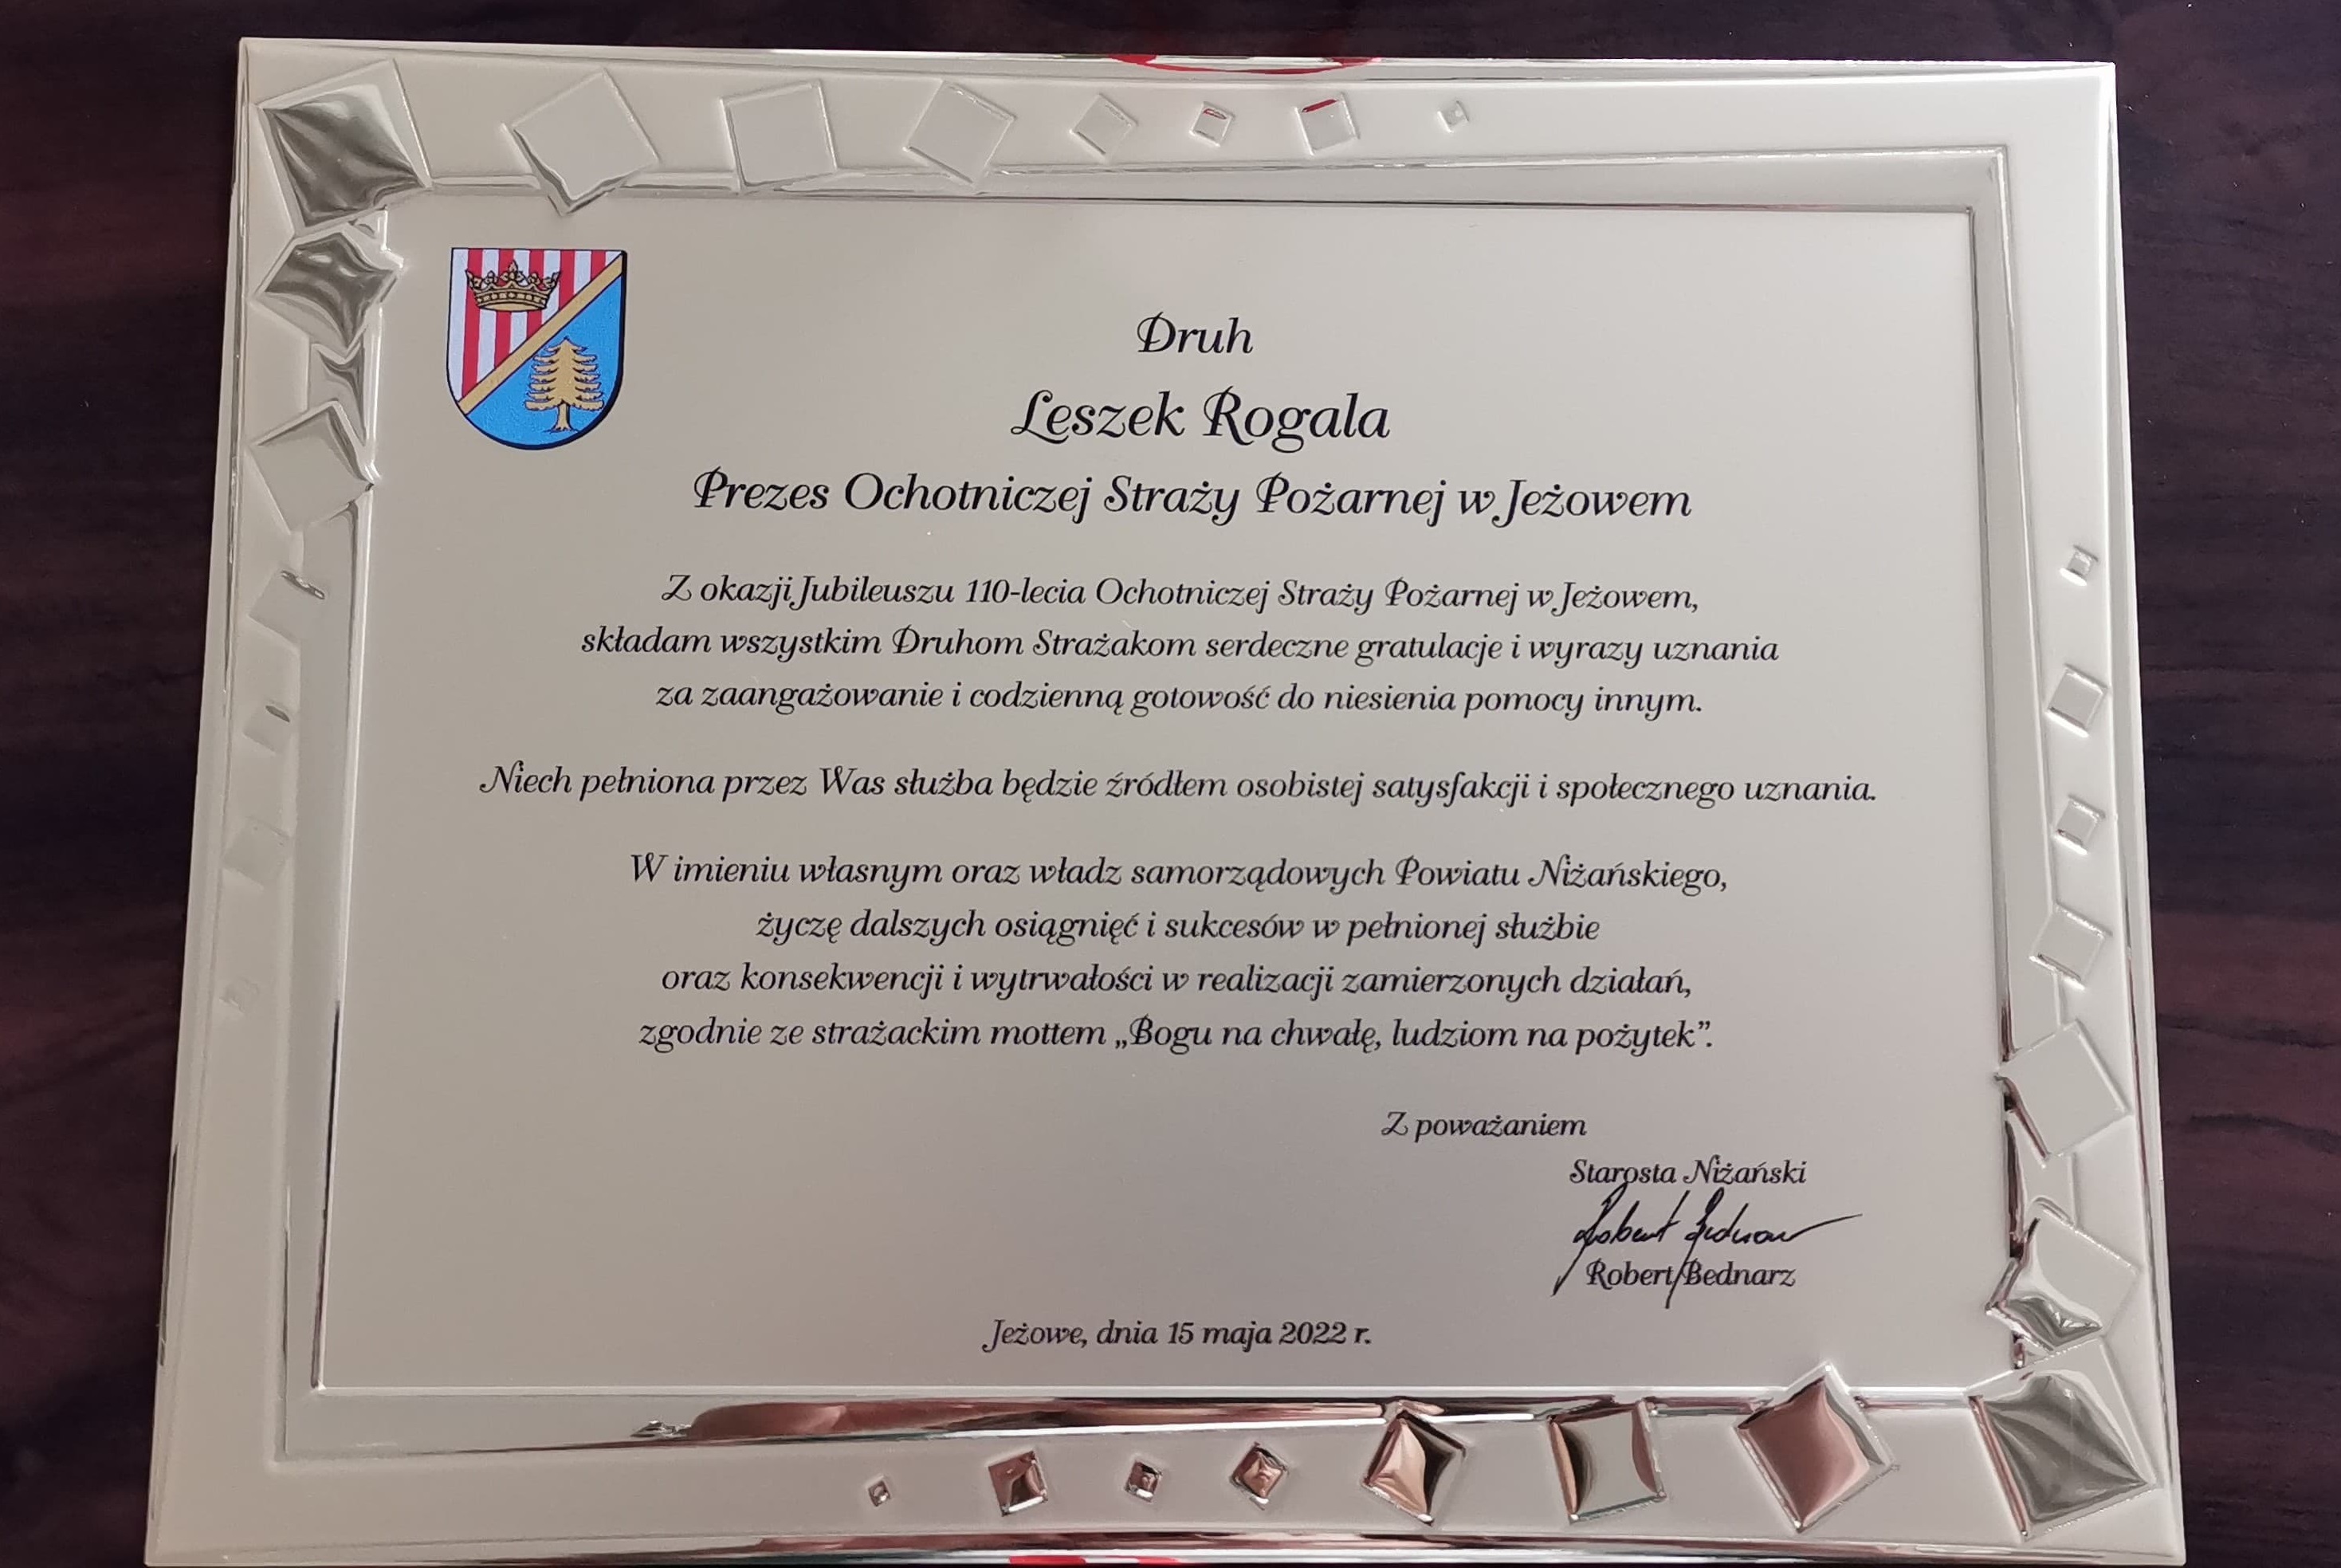 Druh
Leszek Rogala
Prezes Ochotniczej Straży Pożarnej w Jeżowem
Z okazji Jubileuszu 110-lecia Ochotniczej Straży Pożarnej w Jeżowem,
składam wszystkim Druhom Strażakom serdeczne gratulacje i wyrazy uznania
za zaangażowanie i codzienną gotowość do niesienia pomocy innym.
Niech pełniona przez Was służba będzie źródłem osobistej satysfakcji i społecznego uznania.
W imieniu własnym oraz władz samorządowych Powiatu Niżańskiego,
życzę dalszych osiągnięć i sukcesów w pełnionej służbie
oraz konsekwencji i wytrwałości w realizacji zamierzonych działań,
zgodnie ze strażackim mottem „Bogu na chwałę, ludziom na pożytek”.
Z poważaniem
Starosta Niżański
Robert Bednarz
Robert Bednarz
Jeżowe, dnia 15 maja 2022 r.